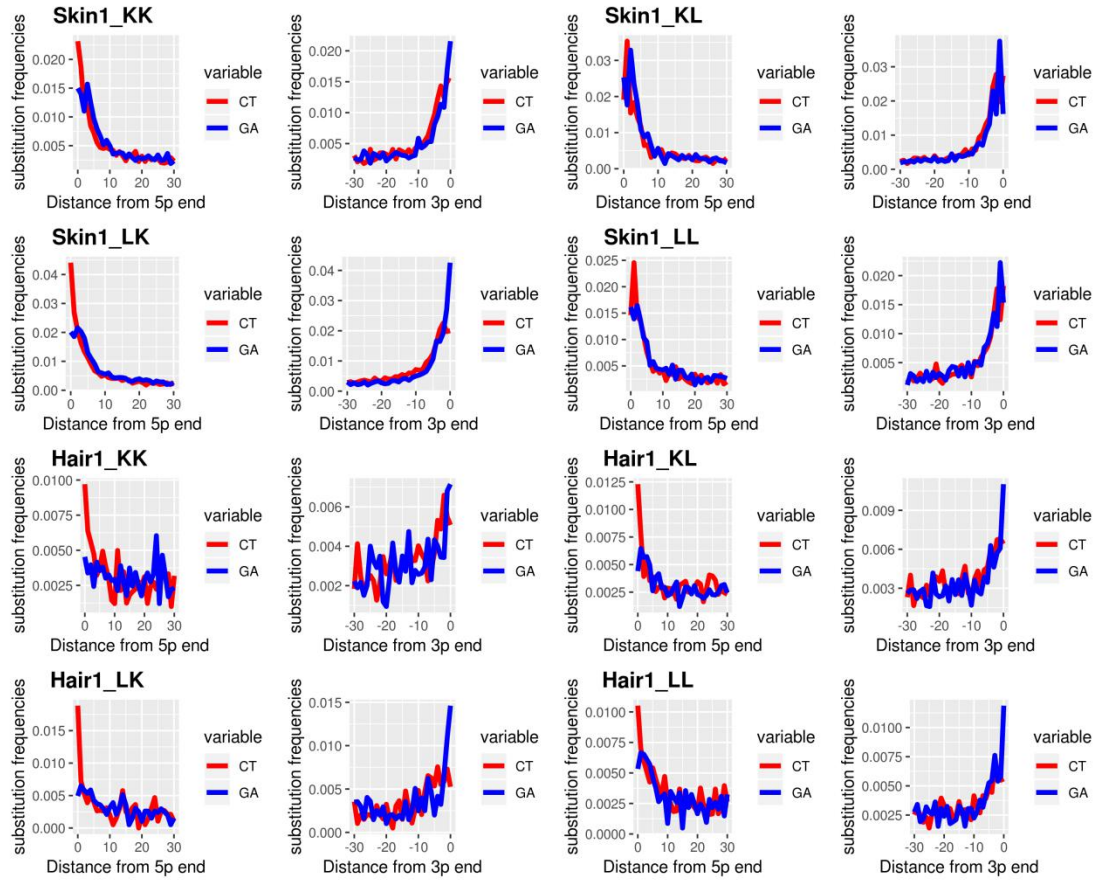 Skin1_KK
substitution frequencies
0.020
0.015
0.010
0.005
0 10 20 30
Distance from 5p end
variable
CT
GA
substitution frequencies
0.020
0.015
0.010
0.005
0.000
-30 -20 -10 0
Distance from 3p end
variable
CT
GA
Skin1_KL
substitution frequencies
0.03
0.02
0.01
0.00
0 10 20 30
Distance from 5p end
variable
CT
GA
substitution frequencies
0.03
0.02
0.01
0.00
-30 -20 -10 0
Distance from 3p end
variable
CT
GA
Skin1_LK
substitution frequencies
0.04
0.03
0.02
0.01
0.00
0 10 20 30
Distance from 5p end
variable
CT
GA
substitution frequencies
0.04
0.03
0.02
0.01
0.00
-30 -20 -10 0
Distance from 3p end
variable
CT
GA
Skin1_LL
substitution frequencies
0.025
0.020
0.015
0.010
0.005
0 10 20 30
Distance from 5p end
variable
CT
GA
substitution frequencies
0.020
0.015
0.010
0.005
-30 -20 -10 0
Distance from 3p end
variable
CT
GA
Hair1_KK
substitution frequencies
0.0100
0.0075
0.0050
0.0025
0 10 20 30
Distance from 5p end
variable
CT
GA
substitution frequencies
0.006
0.004
0.002
-30 -20 -10 0
Distance from 3p end
variable
CT
GA
Hair1_KL
substitution frequencies
0.0125
0.0100
0.0075
0.0050
0.0025
0 10 20 30
Distance from 5p end
variable
CT
GA
substitution frequencies
0.009
0.006
0.003
-30 -20 -10 0
Distance from 3p end
variable
CT
GA
Hair1_LK
substitution frequencies
0.015
0.010
0.005
0.000
0 10 20 30
Distance from 5p end
variable
CT
GA
substitution frequencies
0.015
0.010
0.005
0.000
-30 -20 -10 0
Distance from 3p end
variable
CT
GA
Hair1_LL
substitution frequencies
0.0100
0.0075
0.0050
0.0025
0.0000
0 10 20 30
Distance from 5p end
variable
CT
GA
substitution frequencies
0.0100
0.0075
0.0050
0.0025
-30 -20 -10 0
Distance from 3p end
variable
CT
GA